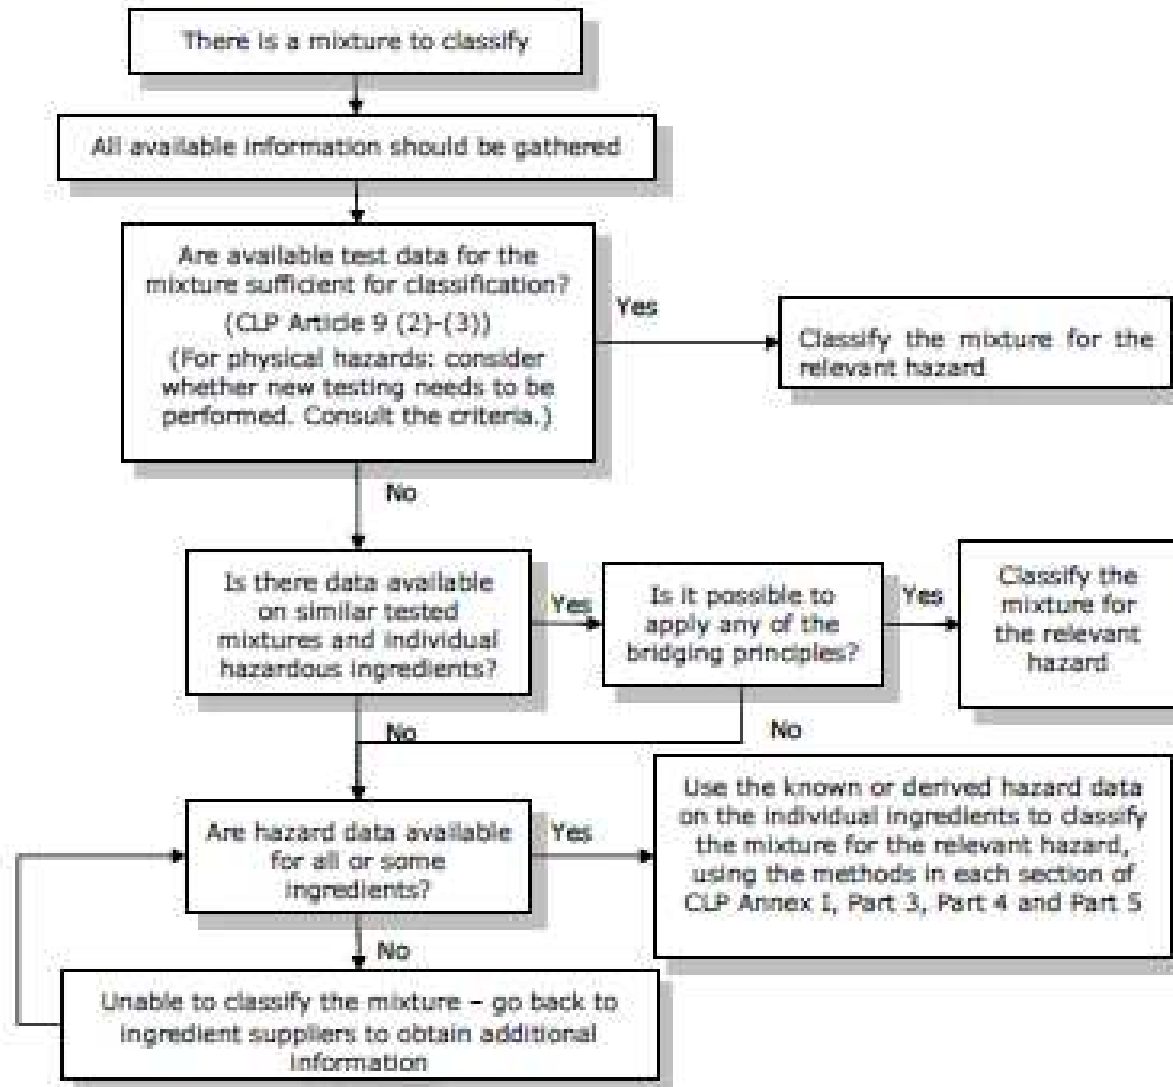 There is a mixture to classify
All available information should be gathered
Are available test data for the
mixture sufficient for classification?
(CLP Article 9 (2)-(3))
(For physical hazards: consider
whether new testing needs to be
performed. Consult the criteria.)
Yes
Classify the mixture for the
relevant hazard
No
Is there data available
on similar tested
mixtures and individual
hazardous ingredients?
Yes
Is it possible to
apply any of the
bridging principles?
Yes
Classify the
mixture for
the relevant
hazard
No
No
Are hazard data available
for all or some
ingredients?
Yes
Use the known or derived hazard data
on the individual ingredients to classify
the mixture for the relevant hazard,
using the methods in each section of
CLP Annex I, Part 3, Part 4 and Part 5
No
Unable to classify the mixture – go back to
ingredient suppliers to obtain additional
information